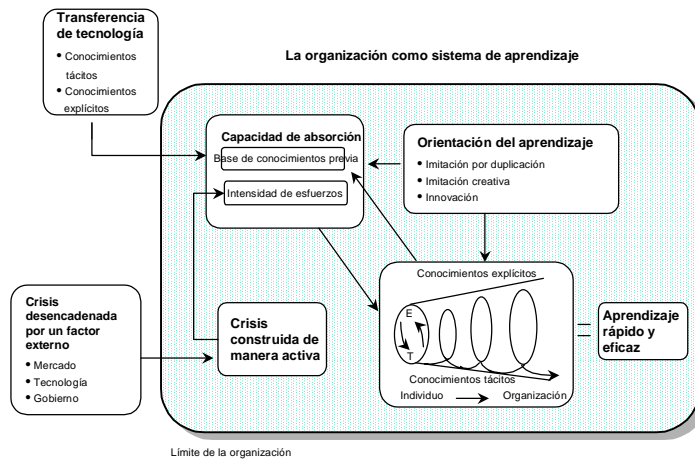 Transferencia
de tecnología
• Conocimientos
tácitos
• Conocimientos
explícitos
La organización como sistema de aprendizaje
Capacidad de absorción
Base de conocimientos previa
Intensidad de esfuerzos
Orientación del aprendizaje
• Imitación por duplicación
• Imitación creativa
• Innovación
Crisis
desencadenada
por un factor
externo
• Mercado
• Tecnología
• Gobierno
Crisis
construida de
manera activa
Conocimientos explícitos
E
T
Conocimientos tácitos
Individuo
Organización
Aprendizaje
rápido y
eficaz
Límite de la organización